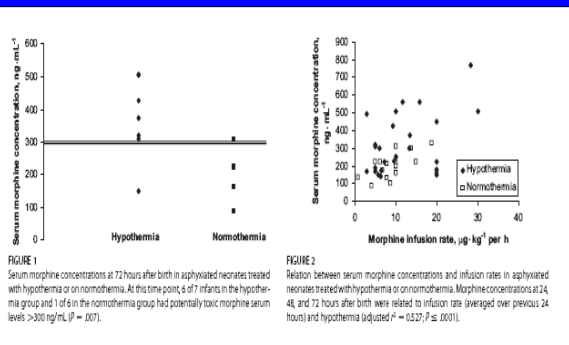 Serum morphine concentration, ng·mL⁻¹
600
500
400
300
200
100
0
Hypothermia
Normothermia
FIGURE 1
Serum morphine concentrations at 72 hours after birth in asphyxiated neonates treated
with hypothermia or on normothermia. At this time point, 6 of 7 infants in the hypother-
mia group and 1 of 6 in the normothermia group had potentially toxic morphine serum
levels >300 ng/mL (P = .007).
Serum morphine concentration,
ng · mL⁻¹
900
800
700
600
500
400
300
200
100
0
0
10
20
30
40
Hypothermia
Normothermia
Morphine infusion rate, µg·kg⁻¹ per h
FIGURE 2
Relation between serum morphine concentrations and infusion rates in asphyxiated
neonates treated with hypothermia or on normothermia. Morphine concentrations at 24,
48, and 72 hours after birth were related to infusion rate (averaged over previous 24
hours) and hypothermia (adjusted r² = 0.527; P ≤ .0001).